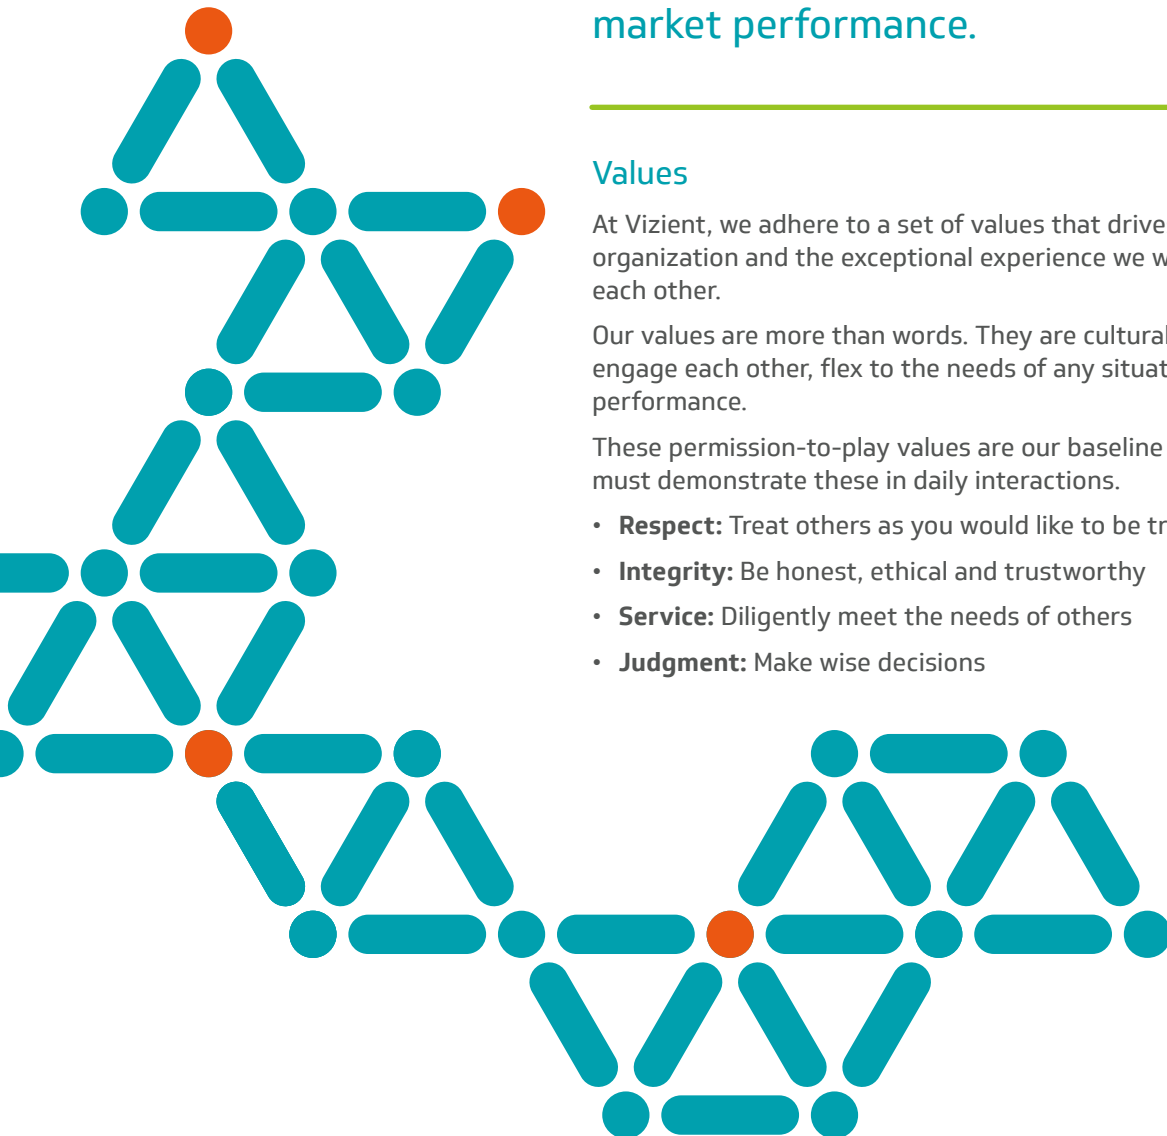 market performance.
Values
At Vizient, we adhere to a set of values that drive
organization and the exceptional experience we w
each other.
Our values are more than words. They are cultural
engage each other, flex to the needs of any situat
performance.
These permission-to-play values are our baseline
must demonstrate these in daily interactions.
• Respect: Treat others as you would like to be tr
• Integrity: Be honest, ethical and trustworthy
• Service: Diligently meet the needs of others
• Judgment: Make wise decisions